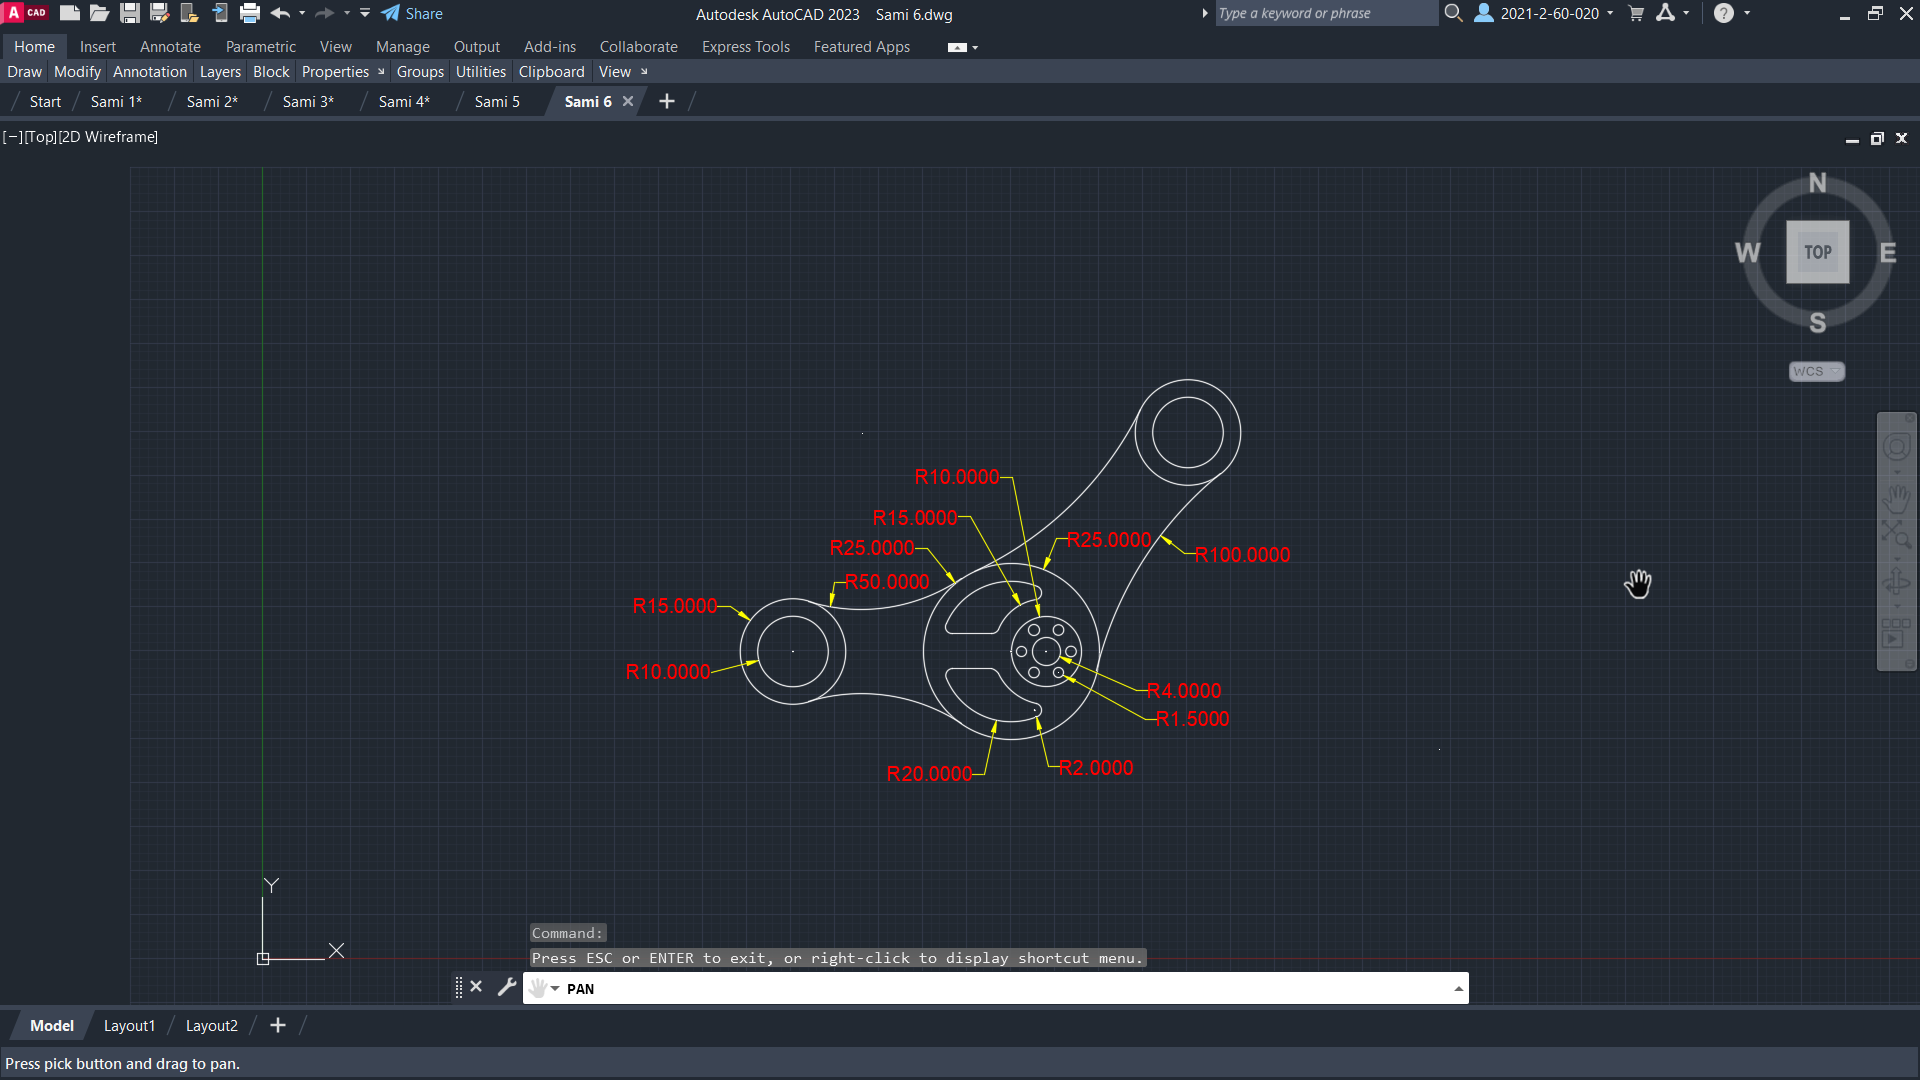 A CAD
Share
Autodesk AutoCAD 2023 Sami 6.dwg
Type a keyword or phrase
2021-2-60-020
?
Home Insert Annotate Parametric View Manage Output Add-ins Collaborate Express Tools Featured Apps
Draw Modify Annotation Layers Block Properties Groups Utilities Clipboard View
Start Sami 1* Sami 2* Sami 3* Sami 4* Sami 5 Sami 6
[−][Top][2D Wireframe]
N
W TOP E
S
WCS
R10.0000
R15.0000
R25.0000
R25.0000
R100.0000
R50.0000
R15.0000
R10.0000
R4.0000
R1.5000
R20.0000
R2.0000
Y
X
Command:
Press ESC or ENTER to exit, or right-click to display shortcut menu.
PAN
Model Layout1 Layout2
Press pick button and drag to pan.